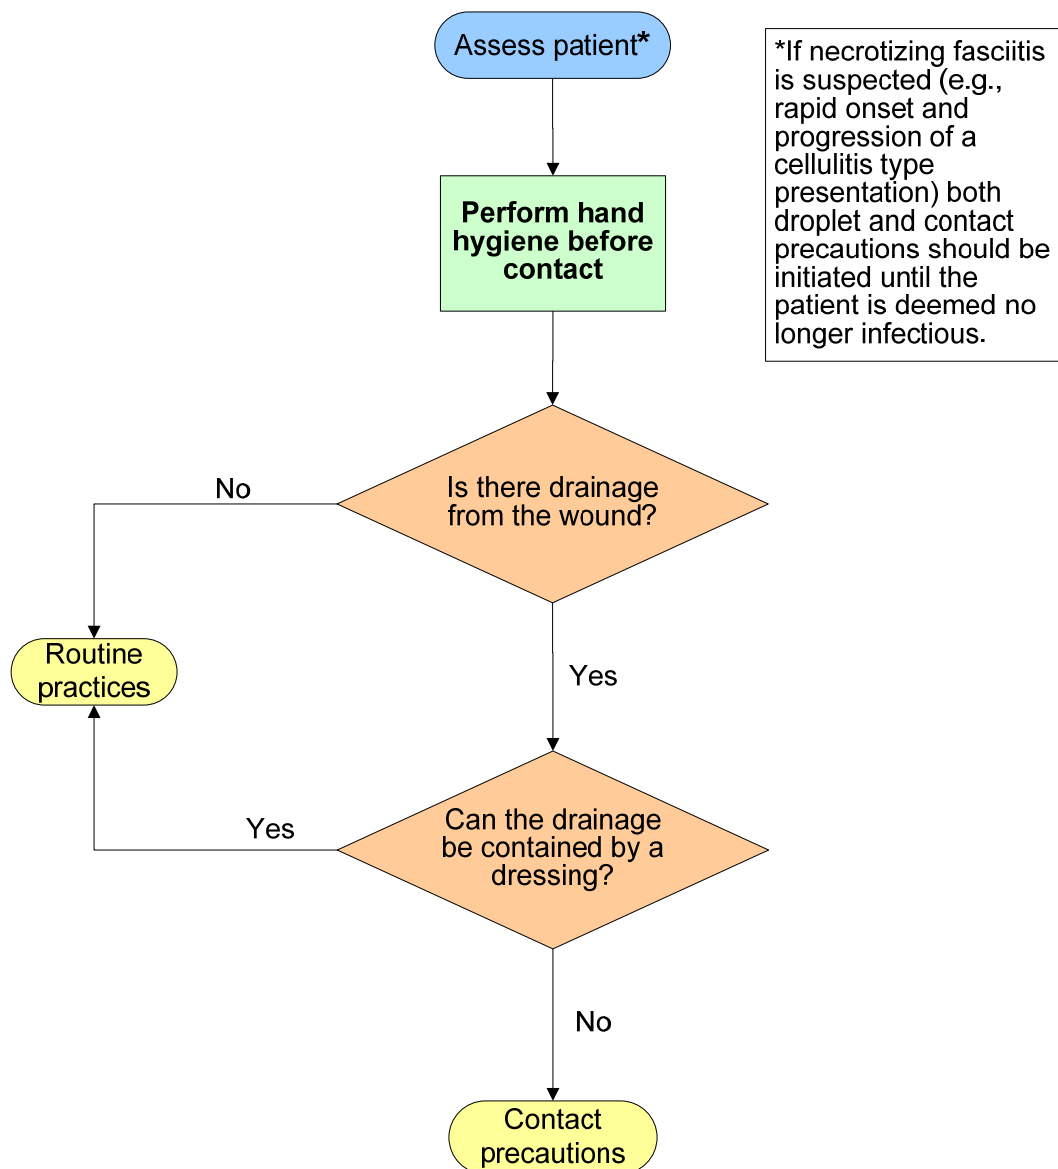 Assess patient*
*If necrotizing fasciitis
is suspected (e.g.,
rapid onset and
progression of a
cellulitis type
presentation) both
droplet and contact
precautions should be
initiated until the
patient is deemed no
longer infectious.
Perform hand
hygiene before
contact
Is there drainage
from the wound?
No
Routine
practices
Yes
Can the drainage
be contained by a
dressing?
Yes
No
Contact
precautions